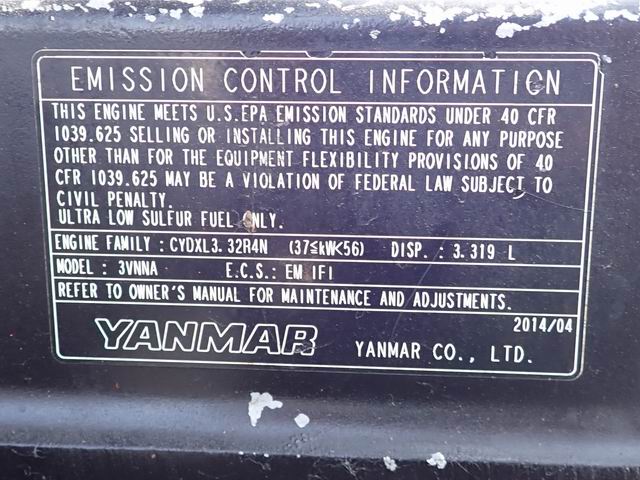 EMISSION CONTROL INFORMATION
THIS ENGINE MEETS U.S.EPA EMISSION STANDARDS UNDER 40 CFR
1039.625 SELLING OR INSTALLING THIS ENGINE FOR ANY PURPOSE
OTHER THAN FOR THE EQUIPMENT FLEXIBILITY PROVISIONS OF 40
CFR 1039.625 MAY BE A VIOLATION OF FEDERAL LAW SUBJECT TO
CIVIL PENALTY.
ULTRA LOW SULFUR FUEL ONLY.
ENGINE FAMILY : CYDXL3.32R4N (37≦kW<56) DISP. : 3.319 L
MODEL : 3VNNA E.C.S.: EM IFI
REFER TO OWNER'S MANUAL FOR MAINTENANCE AND ADJUSTMENTS.
2014/04
YANMAR YANMAR CO., LTD.